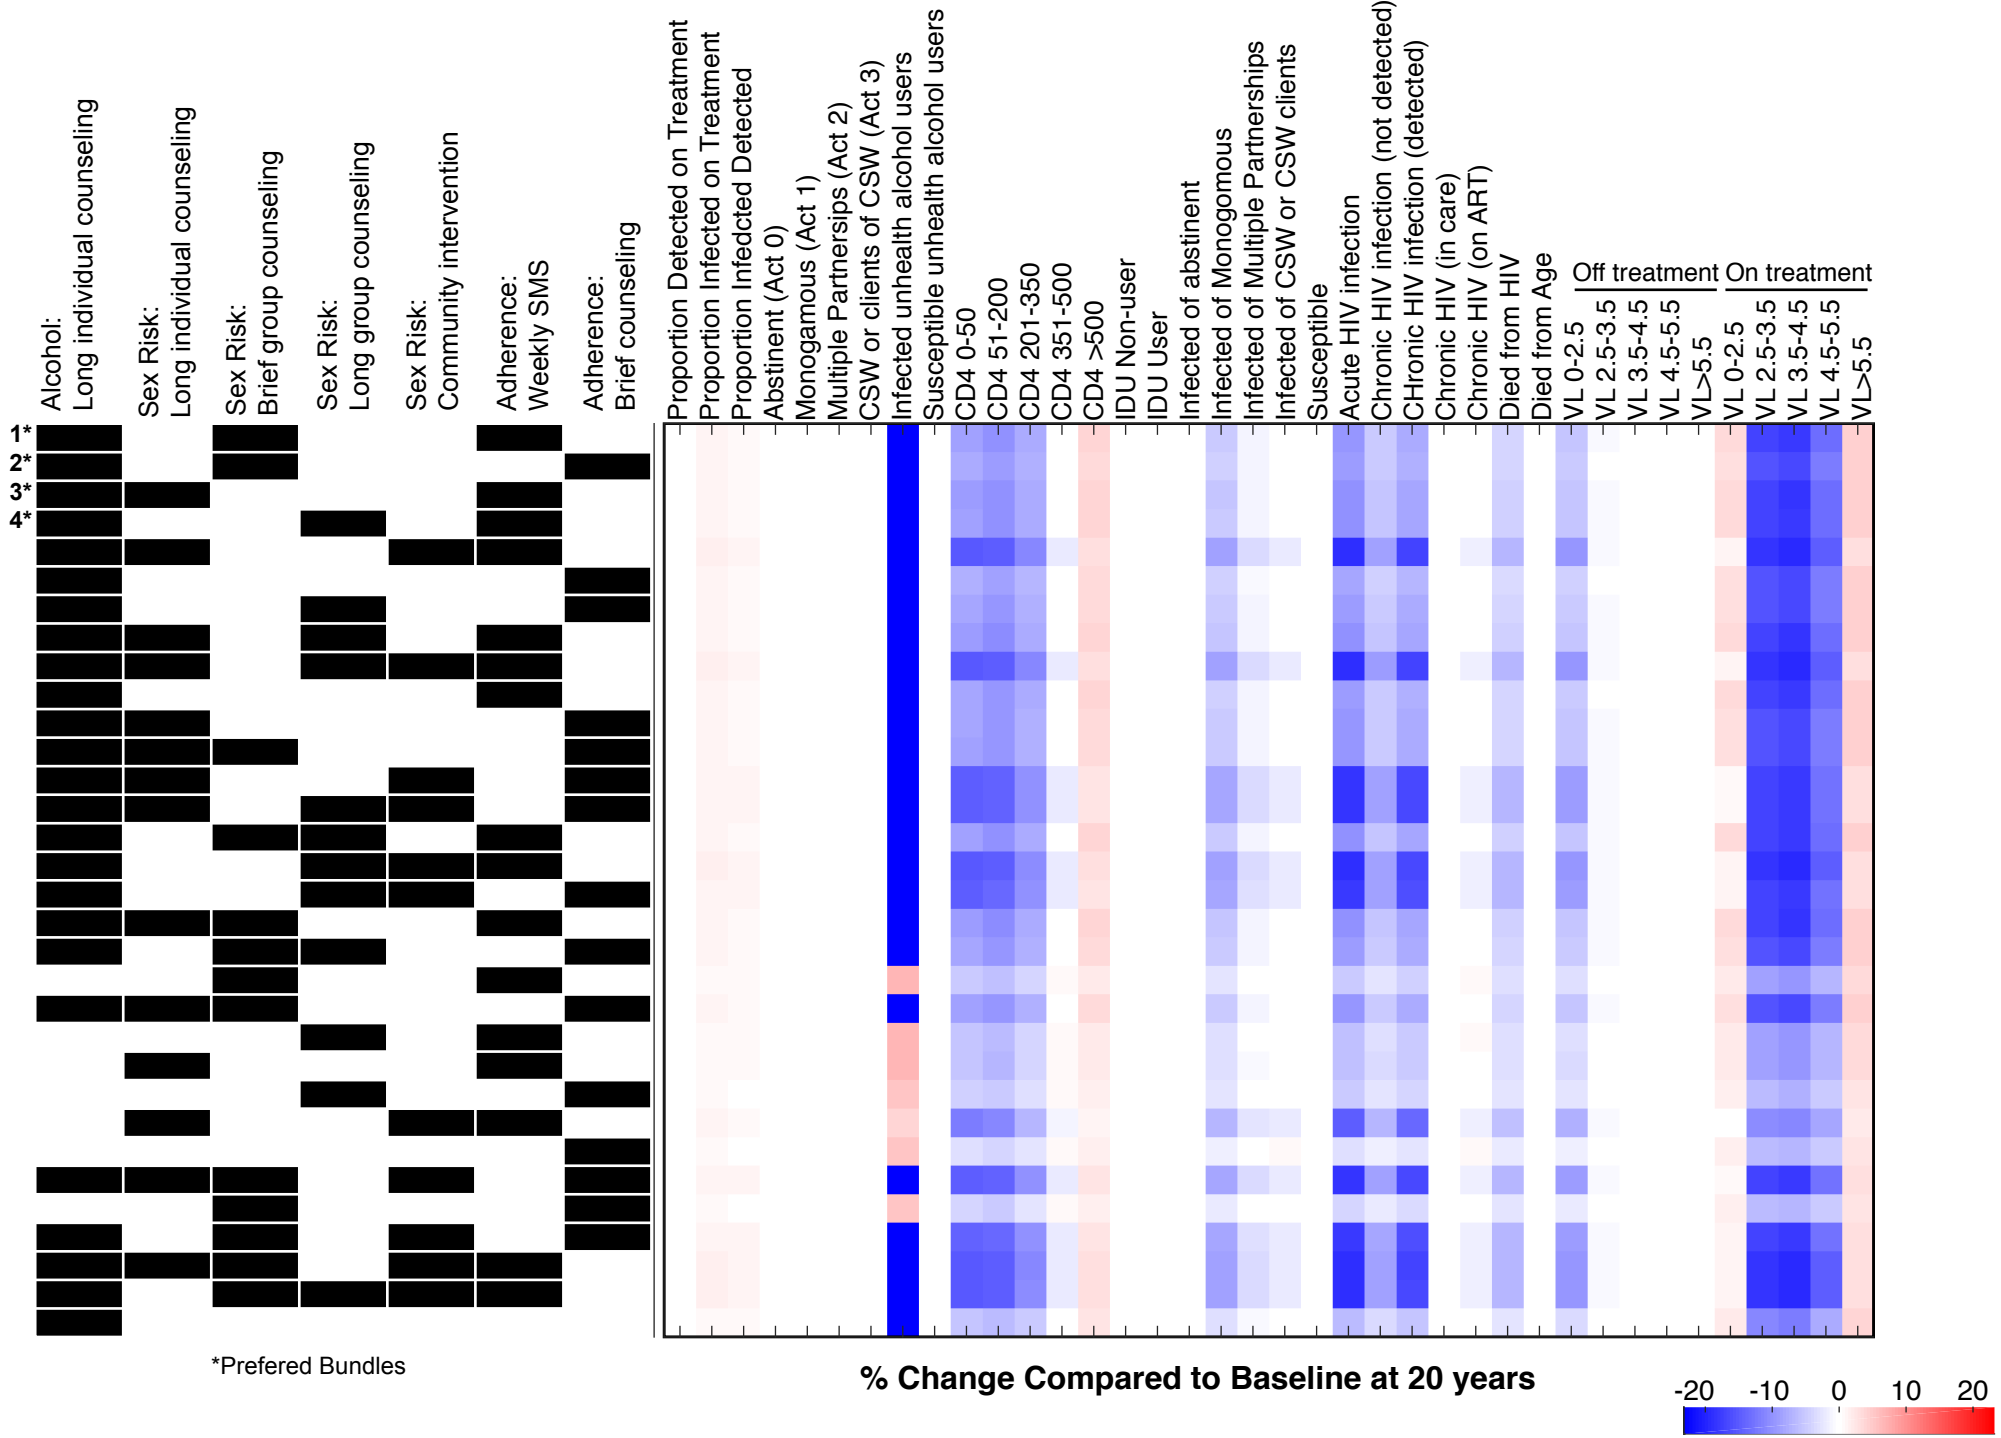 Alcohol:
Long individual counseling
Sex Risk:
Long individual counseling
Sex Risk:
Brief group counseling
Sex Risk:
Long group counseling
Sex Risk:
Community intervention
Adherence:
Weekly SMS
Adherence:
Brief counseling
Proportion Detected on Treatment
Proportion Infected on Treatment
Proportion Infedcted Detected
Abstinent (Act 0)
Monogamous (Act 1)
Multiple Partnersips (Act 2)
CSW or clients of CSW (Act 3)
Infected unhealth alcohol users
Susceptible unhealth alcohol users
CD4 0-50
CD4 51-200
CD4 201-350
CD4 351-500
CD4 >500
IDU Non-user
IDU User
Infected of abstinent
Infected of Monogomous
Infected of Multiple Partnerships
Infected of CSW or CSW clients
Susceptible
Acute HIV infection
Chronic HIV infection (not detected)
CHronic HIV infection (detected)
Chronic HIV (in care)
Chronic HIV (on ART)
Died from HIV
Died from Age
Off treatment
VL 0-2.5
VL 2.5-3.5
VL 3.5-4.5
VL 4.5-5.5
VL>5.5
On treatment
VL 0-2.5
VL 2.5-3.5
VL 3.5-4.5
VL 4.5-5.5
VL>5.5
1*
2*
3*
4*
*Prefered Bundles
% Change Compared to Baseline at 20 years
-20 -10 0 10 20